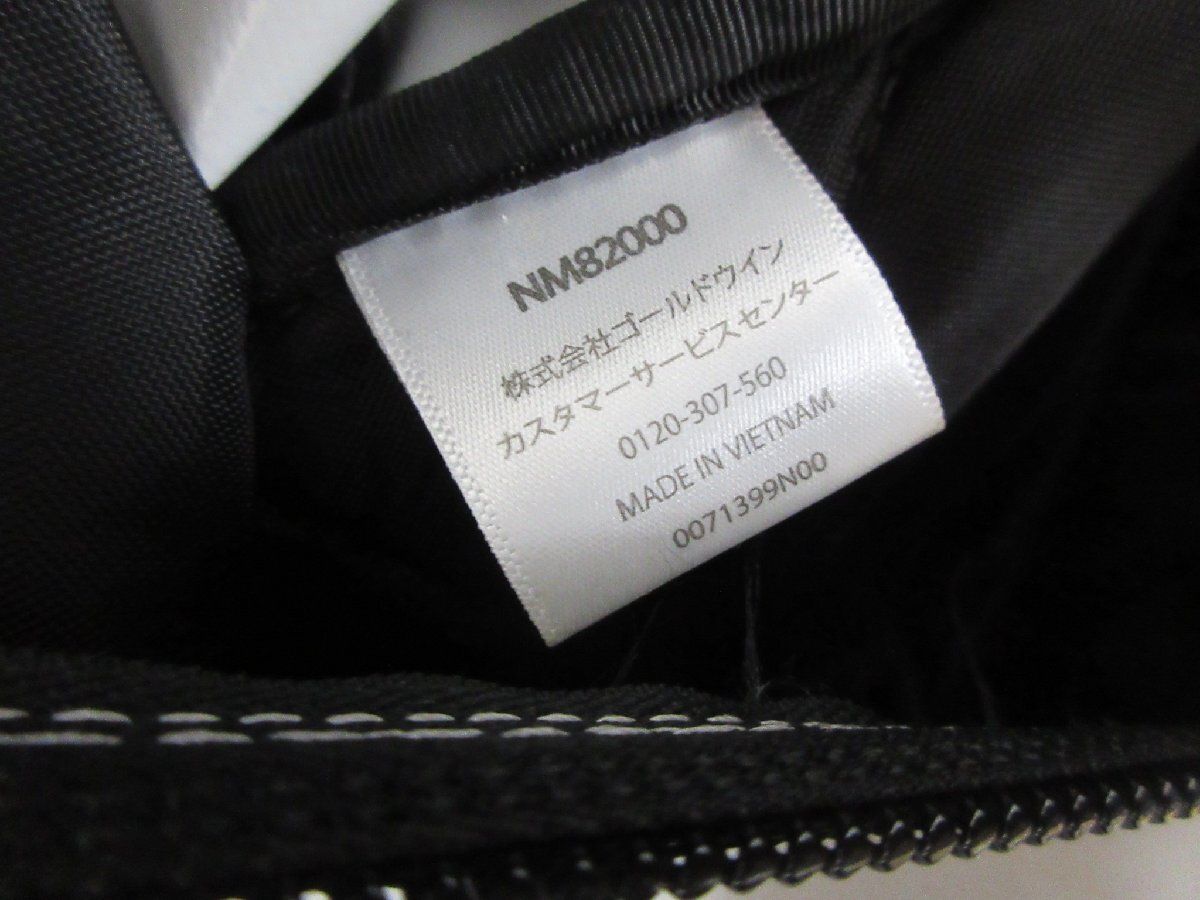 NM82000
株式会社ゴールドウイン
カスタマーサービスセンター
0120-307-560
MADE IN VIETNAM
0071399N00